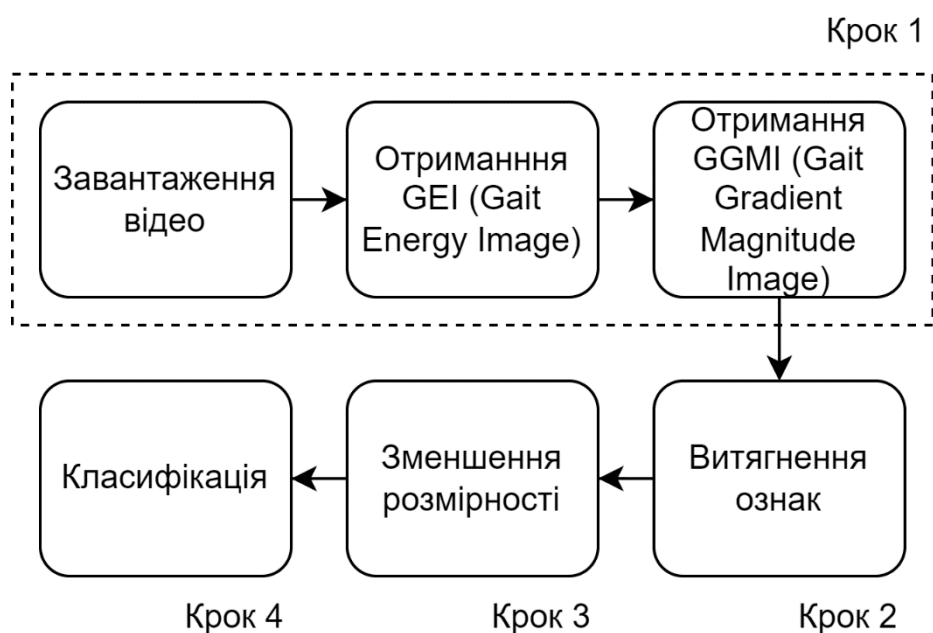 Крок 1
Завантаження
відео
Отриманння
GEI (Gait
Energy Image)
Отримання
GGMI (Gait
Gradient
Magnitude
Image)
Класифікація
Зменшення
розмірності
Витягнення
ознак
Крок 4
Крок 3
Крок 2